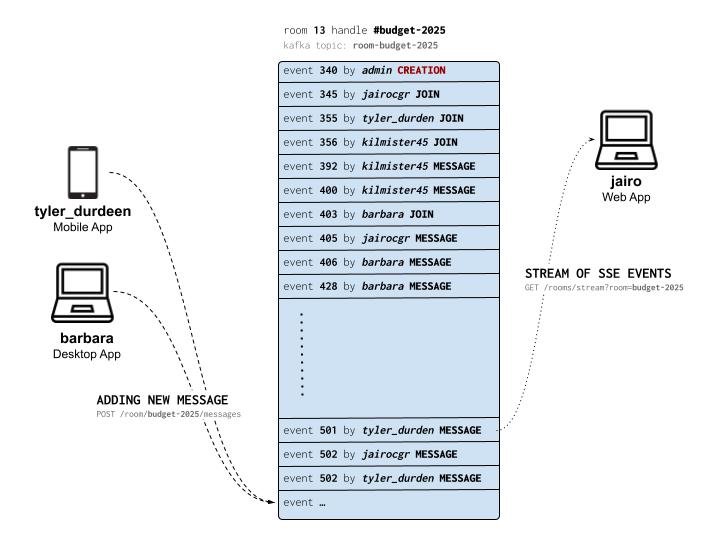 room 13 handle #budget-2025
kafka topic: room-budget-2025
event 340 by admin CREATION
event 345 by jairocgr JOIN
event 355 by tyler_durden JOIN
event 356 by kilmister45 JOIN
event 392 by kilmister45 MESSAGE
event 400 by kilmister45 MESSAGE
event 403 by barbara JOIN
event 405 by jairocgr MESSAGE
event 406 by barbara MESSAGE
event 428 by barbara MESSAGE
event 501 by tyler_durden MESSAGE
event 502 by jairocgr MESSAGE
event 502 by tyler_durden MESSAGE
event …
tyler_durdeen
Mobile App
barbara
Desktop App
ADDING NEW MESSAGE
POST /room/budget-2025/messages
jairo
Web App
STREAM OF SSE EVENTS
GET /rooms/stream?room=budget-2025